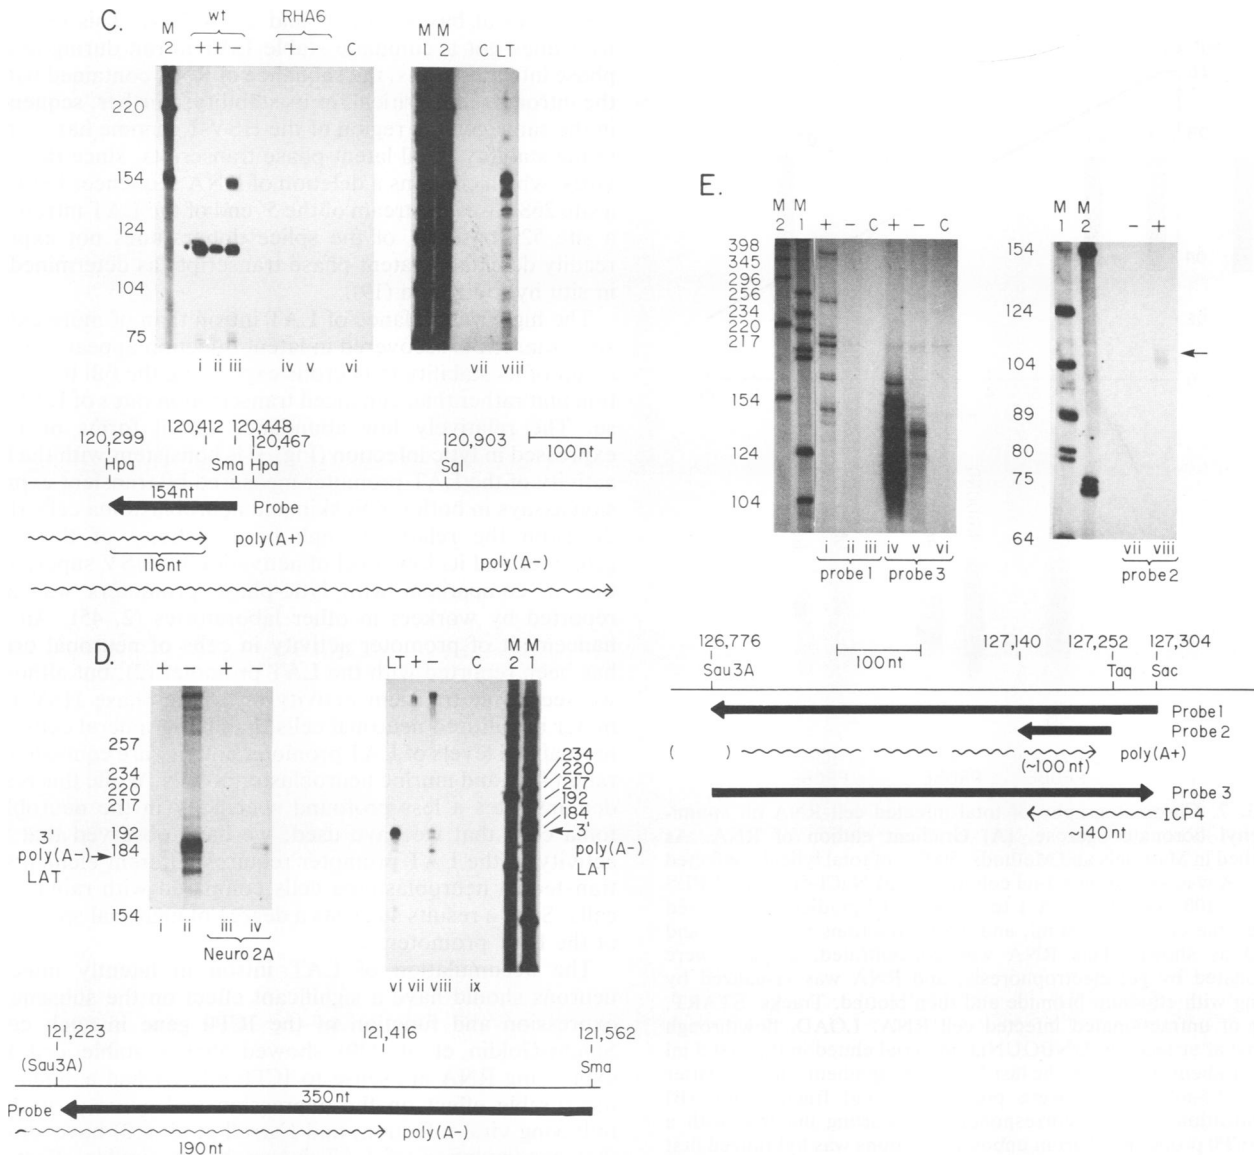 C.
wt RHA6
M 2 + + − + − C M 1 M 2 C LT
220
154
124
104
75
i ii iii iv v vi vii viii
120,299 120,412 120,448 120,467 120,903 100 nt
Hpa Sma Hpa Sal
154nt Probe
poly(A+)
116nt poly(A−)
D.
+ − + − LT + − C M 2 M 1
257
234
220
217
192
184
154
3'
poly(A−)
LAT
i ii iii iv
Neuro 2A
234
220
217
192
184
3'
poly(A−)
LAT
vi vii viii ix
121,223 121,416 121,562
(Sau3A) Sma
350nt
Probe
poly(A−)
190 nt
E.
M 2 M 1 + − C + − C
398
345
296
256
234
220
217
154
124
104
i ii iii iv v vi
probe 1 probe 3
M 1 M 2 − +
154
124
104
89
80
75
64
vii viii
probe 2
126,776 127,140 127,252 127,304
Sau 3A 100 nt Taq Sac
Probe 1
Probe 2
( ) poly(A+)
(~100 nt)
Probe 3
ICP4
~140 nt